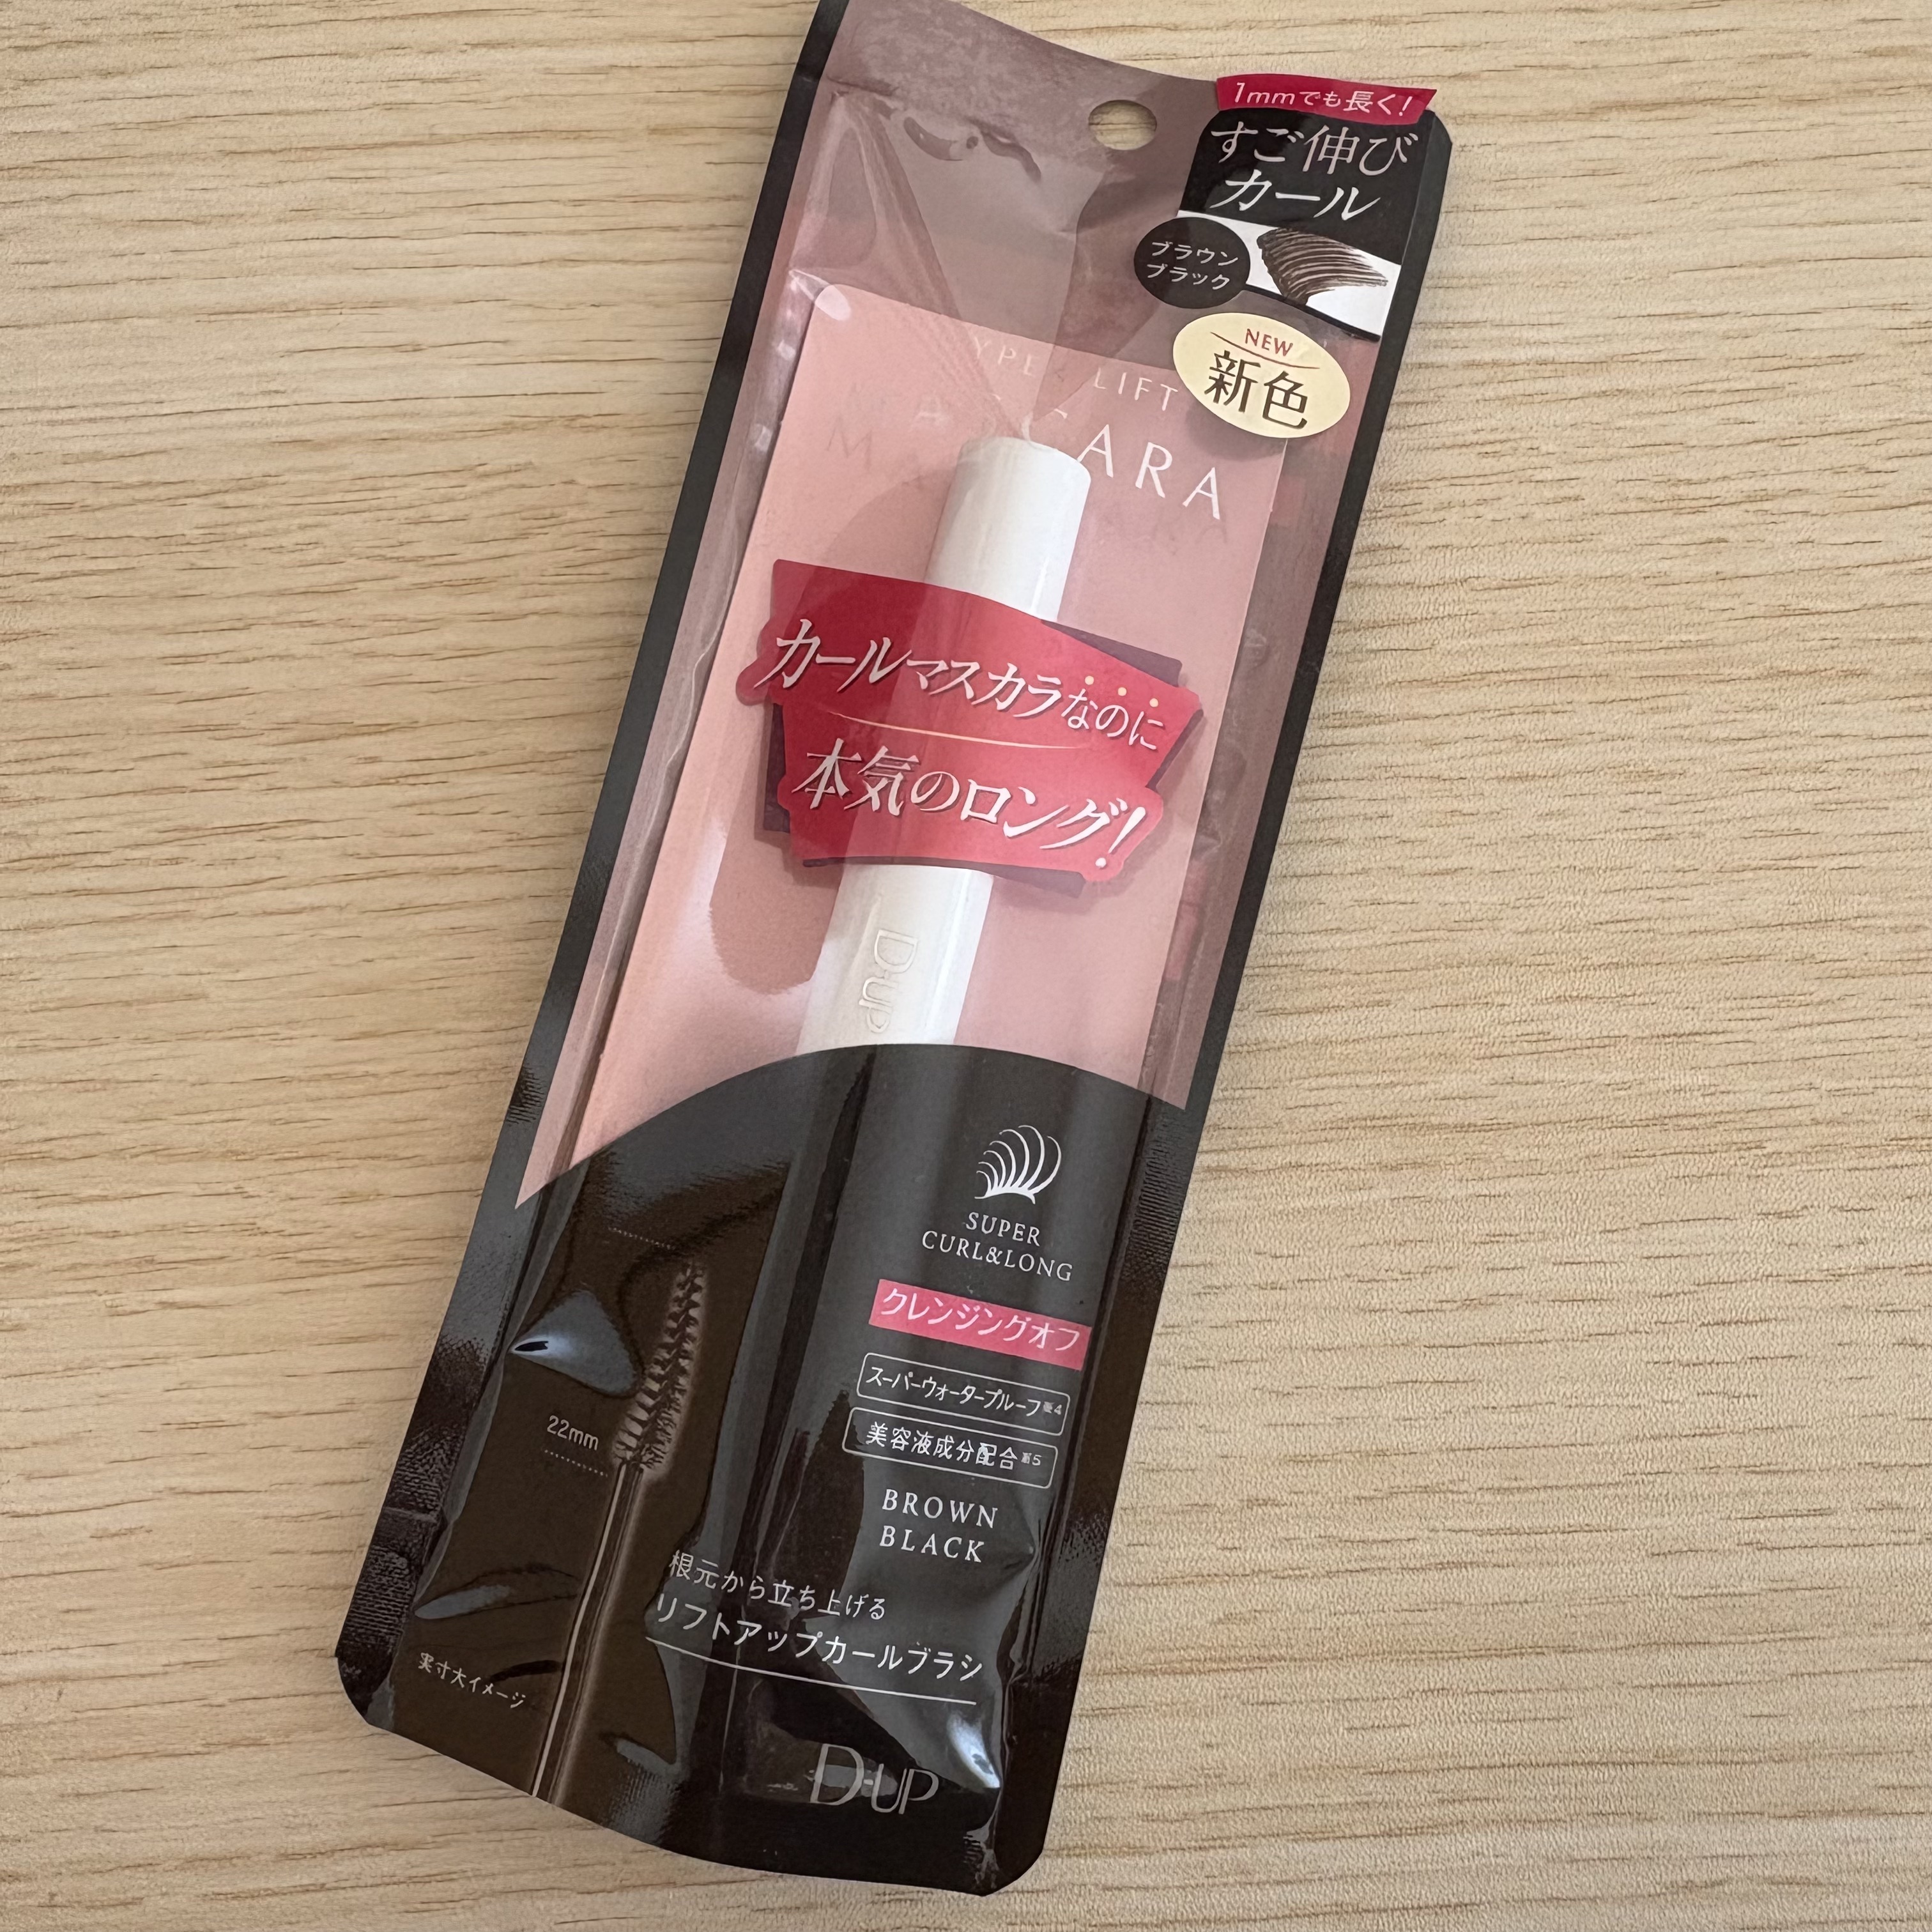 1mmでも長く!
すご伸び
カール
ブラウン
ブラック
NEW
新色
LIFT
MASCARA
カールマスカラなのに
本気のロング!
D-UP
SUPER
CURL&LONG
クレンジングオフ
スーパーウォータープルーフ※4
美容液成分配合※5
22mm
BROWN
BLACK
根元から立ち上げる
リフトアップカールブラシ
実寸大イメージ
D-UP